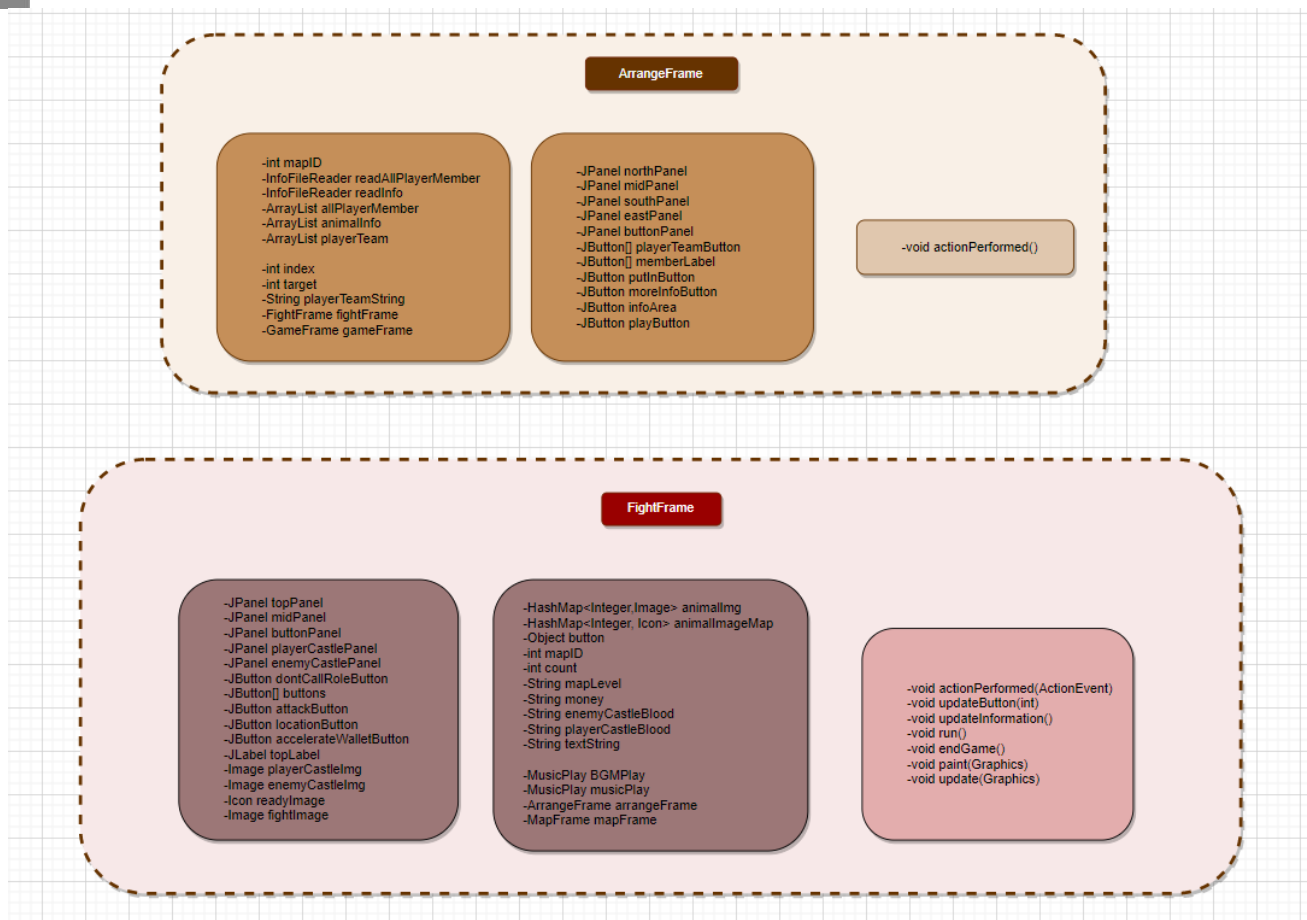 ArrangeFrame
-int mapID
-InfoFileReader readAllPlayerMember
-InfoFileReader readInfo
-ArrayList allPlayerMember
-ArrayList animalInfo
-ArrayList playerTeam
-int index
-int target
-String playerTeamString
-FightFrame fightFrame
-GameFrame gameFrame
-JPanel northPanel
-JPanel midPanel
-JPanel southPanel
-JPanel eastPanel
-JPanel buttonPanel
-JButton[] playerTeamButton
-JButton[] memberLabel
-JButton putInButton
-JButton moreInfoButton
-JButton infoArea
-JButton playButton
-void actionPerformed()
FightFrame
-JPanel topPanel
-JPanel midPanel
-JPanel buttonPanel
-JPanel playerCastlePanel
-JPanel enemyCastlePanel
-JButton dontCallRoleButton
-JButton[] buttons
-JButton attackButton
-JButton locationButton
-JButton accelerateWalletButton
-JLabel topLabel
-Image playerCastleImg
-Image enemyCastleImg
-Icon readyImage
-Image fightImage
-HashMap<Integer,Image> animalImg
-HashMap<Integer, Icon> animalImageMap
-Object button
-int mapID
-int count
-String mapLevel
-String money
-String enemyCastleBlood
-String playerCastleBlood
-String textString
-MusicPlay BGMPlay
-MusicPlay musicPlay
-ArrangeFrame arrangeFrame
-MapFrame mapFrame
-void actionPerformed(ActionEvent)
-void updateButton(int)
-void updateInformation()
-void run()
-void endGame()
-void paint(Graphics)
-void update(Graphics)